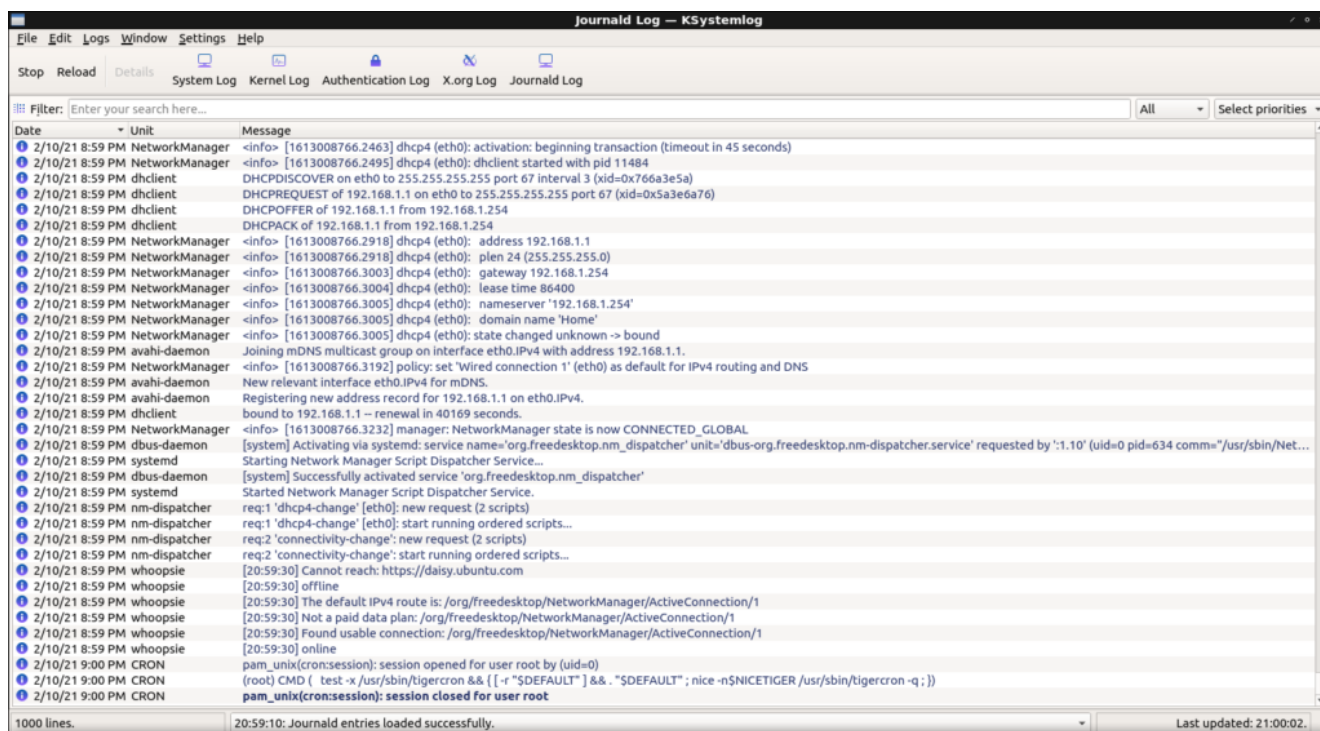 Journald Log — KSystemlog
File Edit Logs Window Settings Help
Stop Reload Details System Log Kernel Log Authentication Log X.org Log Journald Log
Filter: Enter your search here... All Select priorities
Date Unit Message
2/10/21 8:59 PM NetworkManager <info> [1613008766.2463] dhcp4 (eth0): activation: beginning transaction (timeout in 45 seconds)
2/10/21 8:59 PM NetworkManager <info> [1613008766.2495] dhcp4 (eth0): dhclient started with pid 11484
2/10/21 8:59 PM dhclient DHCPDISCOVER on eth0 to 255.255.255.255 port 67 interval 3 (xid=0x766a3e5a)
2/10/21 8:59 PM dhclient DHCPREQUEST of 192.168.1.1 on eth0 to 255.255.255.255 port 67 (xid=0x5a3e6a76)
2/10/21 8:59 PM dhclient DHCPOFFER of 192.168.1.1 from 192.168.1.254
2/10/21 8:59 PM dhclient DHCPACK of 192.168.1.1 from 192.168.1.254
2/10/21 8:59 PM NetworkManager <info> [1613008766.2918] dhcp4 (eth0): address 192.168.1.1
2/10/21 8:59 PM NetworkManager <info> [1613008766.2918] dhcp4 (eth0): plen 24 (255.255.255.0)
2/10/21 8:59 PM NetworkManager <info> [1613008766.3003] dhcp4 (eth0): gateway 192.168.1.254
2/10/21 8:59 PM NetworkManager <info> [1613008766.3004] dhcp4 (eth0): lease time 86400
2/10/21 8:59 PM NetworkManager <info> [1613008766.3005] dhcp4 (eth0): nameserver '192.168.1.254'
2/10/21 8:59 PM NetworkManager <info> [1613008766.3005] dhcp4 (eth0): domain name 'Home'
2/10/21 8:59 PM NetworkManager <info> [1613008766.3005] dhcp4 (eth0): state changed unknown -> bound
2/10/21 8:59 PM avahi-daemon Joining mDNS multicast group on interface eth0.IPv4 with address 192.168.1.1.
2/10/21 8:59 PM NetworkManager <info> [1613008766.3192] policy: set 'Wired connection 1' (eth0) as default for IPv4 routing and DNS
2/10/21 8:59 PM avahi-daemon New relevant interface eth0.IPv4 for mDNS.
2/10/21 8:59 PM avahi-daemon Registering new address record for 192.168.1.1 on eth0.IPv4.
2/10/21 8:59 PM dhclient bound to 192.168.1.1 -- renewal in 40169 seconds.
2/10/21 8:59 PM NetworkManager <info> [1613008766.3232] manager: NetworkManager state is now CONNECTED_GLOBAL
2/10/21 8:59 PM dbus-daemon [system] Activating via systemd: service name='org.freedesktop.nm_dispatcher' unit='dbus-org.freedesktop.nm-dispatcher.service' requested by ':1.10' (uid=0 pid=634 comm="/usr/sbin/Net...
2/10/21 8:59 PM systemd Starting Network Manager Script Dispatcher Service...
2/10/21 8:59 PM dbus-daemon [system] Successfully activated service 'org.freedesktop.nm_dispatcher'
2/10/21 8:59 PM systemd Started Network Manager Script Dispatcher Service.
2/10/21 8:59 PM nm-dispatcher req:1 'dhcp4-change' [eth0]: new request (2 scripts)
2/10/21 8:59 PM nm-dispatcher req:1 'dhcp4-change' [eth0]: start running ordered scripts...
2/10/21 8:59 PM nm-dispatcher req:2 'connectivity-change': new request (2 scripts)
2/10/21 8:59 PM nm-dispatcher req:2 'connectivity-change': start running ordered scripts...
2/10/21 8:59 PM whoopsie [20:59:30] Cannot reach: https://daisy.ubuntu.com
2/10/21 8:59 PM whoopsie [20:59:30] offline
2/10/21 8:59 PM whoopsie [20:59:30] The default IPv4 route is: /org/freedesktop/NetworkManager/ActiveConnection/1
2/10/21 8:59 PM whoopsie [20:59:30] Not a paid data plan: /org/freedesktop/NetworkManager/ActiveConnection/1
2/10/21 8:59 PM whoopsie [20:59:30] Found usable connection: /org/freedesktop/NetworkManager/ActiveConnection/1
2/10/21 8:59 PM whoopsie [20:59:30] online
2/10/21 9:00 PM CRON pam_unix(cron:session): session opened for user root by (uid=0)
2/10/21 9:00 PM CRON (root) CMD ( test -x /usr/sbin/tigercron && { [ -r "$DEFAULT" ] && . "$DEFAULT" ; nice -n$NICETIGER /usr/sbin/tigercron -q ; })
2/10/21 9:00 PM CRON pam_unix(cron:session): session closed for user root
1000 lines. 20:59:10: Journald entries loaded successfully. Last updated: 21:00:02.